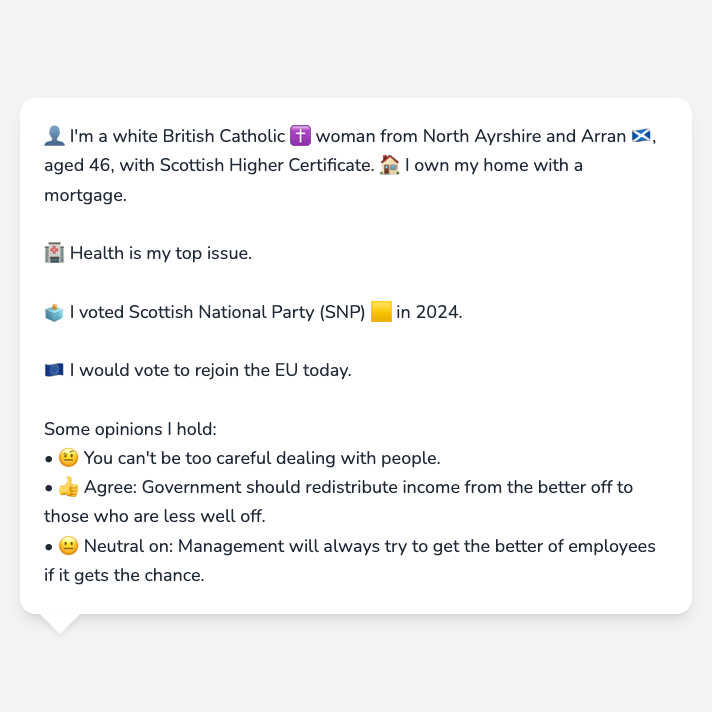 👤 I'm a white British Catholic ✝️ woman from North Ayrshire and Arran 🏴󠁧󠁢󠁳󠁣󠁴󠁿,
aged 46, with Scottish Higher Certificate. 🏠 I own my home with a
mortgage.
🏥 Health is my top issue.
🗳️ I voted Scottish National Party (SNP) 🟨 in 2024.
🇪🇺 I would vote to rejoin the EU today.
Some opinions I hold:
• 🤨 You can't be too careful dealing with people.
• 👍 Agree: Government should redistribute income from the better off to
those who are less well off.
• 😐 Neutral on: Management will always try to get the better of employees
if it gets the chance.